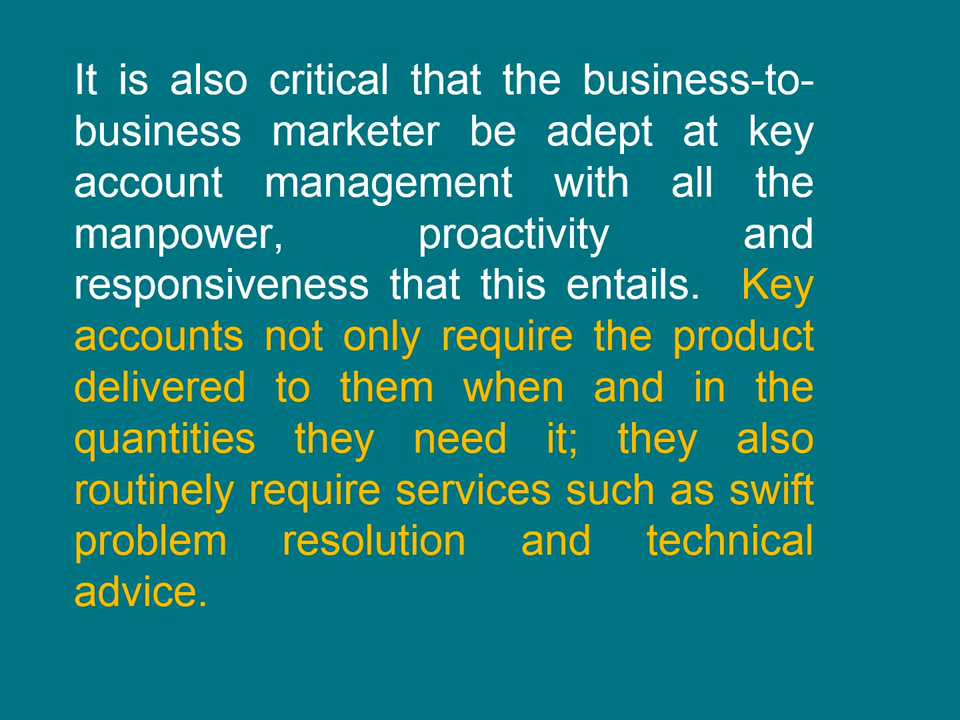 It is also critical that the business-to-
business marketer be adept at key
account management with all the
manpower, proactivity and
responsiveness that this entails. Key
accounts not only require the product
delivered to them when and in the
quantities they need it; they also
routinely require services such as swift
problem resolution and technical
advice.